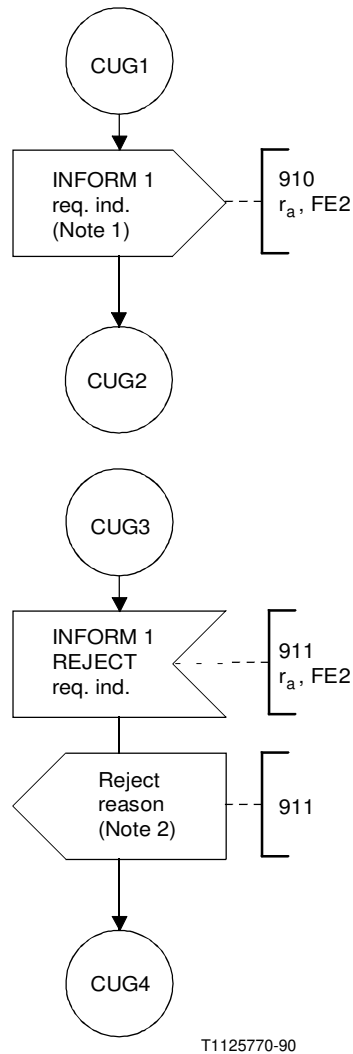 CUG1
INFORM 1
req. ind.
(Note 1)
910
ra, FE2
CUG2
CUG3
INFORM 1
REJECT
req. ind.
911
ra, FE2
Reject
reason
(Note 2)
911
CUG4
T1125770-90